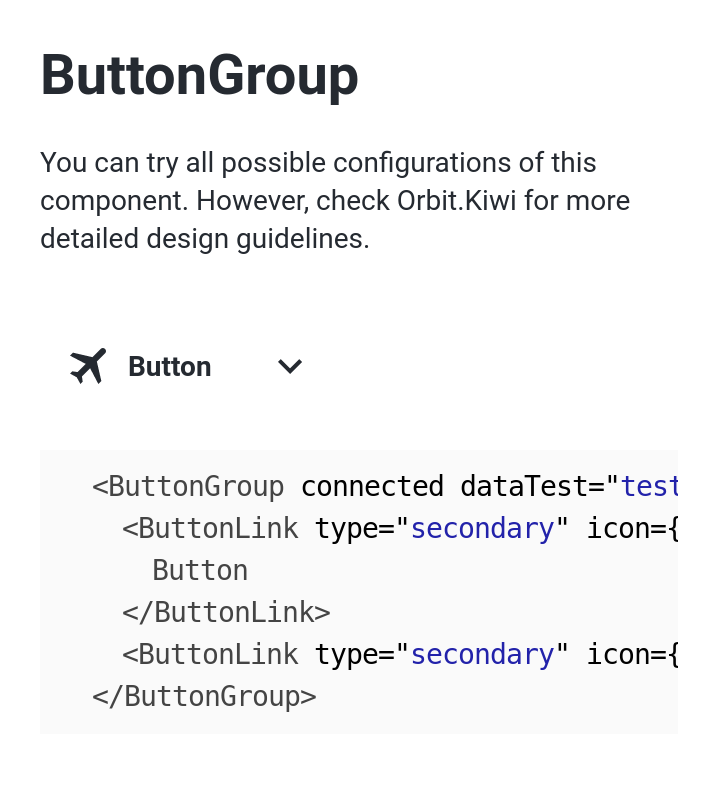 ButtonGroup
You can try all possible configurations of this
component. However, check Orbit.Kiwi for more
detailed design guidelines.
Button
<ButtonGroup connected dataTest="test
<ButtonLink type="secondary" icon={
Button
</ButtonLink>
<ButtonLink type="secondary" icon={
</ButtonGroup>